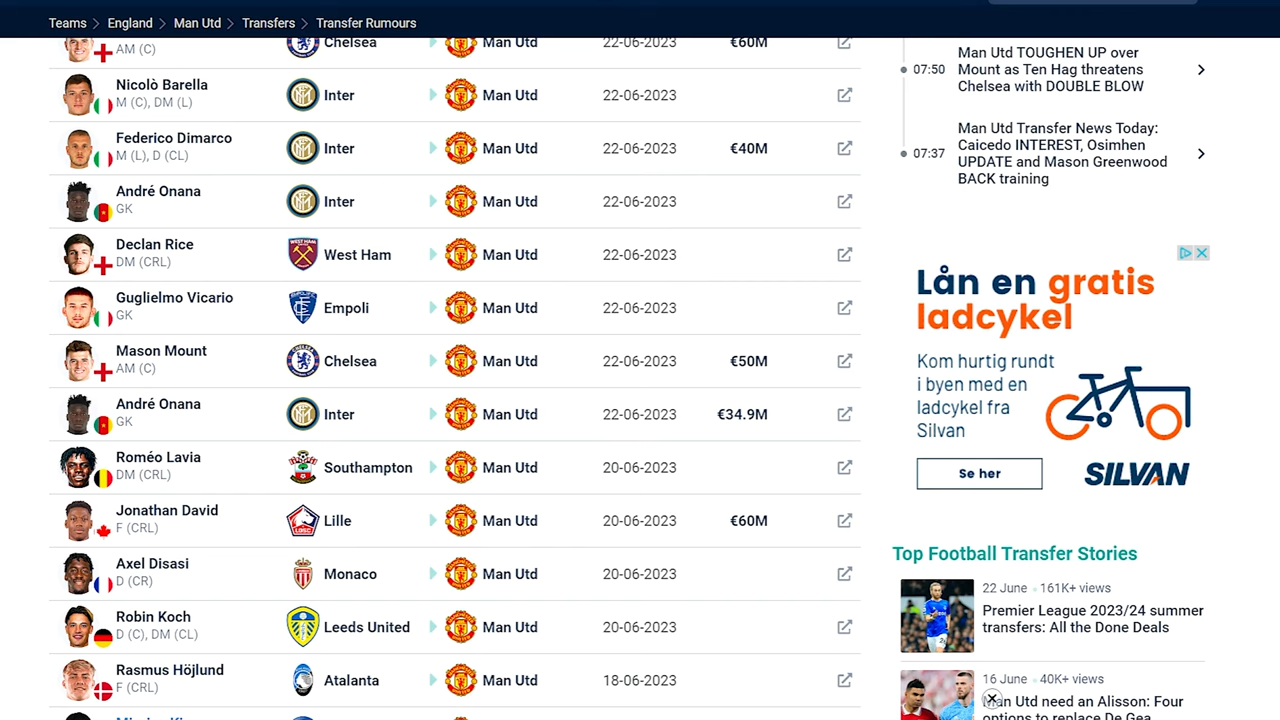 Teams > England > Man Utd > Transfers > Transfer Rumours
AM (C) Chelsea Man Utd 22-06-2023 €60M
Nicolò Barella
M (C), DM (L)
Inter Man Utd 22-06-2023
Federico Dimarco
M (L), D (CL)
Inter Man Utd 22-06-2023 €40M
André Onana
GK
Inter Man Utd 22-06-2023
Declan Rice
DM (CRL)
West Ham Man Utd 22-06-2023
Guglielmo Vicario
GK
Empoli Man Utd 22-06-2023
Mason Mount
AM (C)
Chelsea Man Utd 22-06-2023 €50M
André Onana
GK
Inter Man Utd 22-06-2023 €34.9M
Roméo Lavia
DM (CRL)
Southampton Man Utd 20-06-2023
Jonathan David
F (CRL)
Lille Man Utd 20-06-2023 €60M
Axel Disasi
D (CR)
Monaco Man Utd 20-06-2023
Robin Koch
D (C), DM (CL)
Leeds United Man Utd 20-06-2023
Rasmus Højlund
F (CRL)
Atalanta Man Utd 18-06-2023
07:50
Man Utd TOUGHEN UP over
Mount as Ten Hag threatens
Chelsea with DOUBLE BLOW
07:37
Man Utd Transfer News Today:
Caicedo INTEREST, Osimhen
UPDATE and Mason Greenwood
BACK training
Lån en gratis
ladcykel
Kom hurtig rundt
i byen med en
ladcykel fra
Silvan
Se her
SILVAN
Top Football Transfer Stories
22 June 161K+ views
Premier League 2023/24 summer
transfers: All the Done Deals
16 June 40K+ views
Man Utd need an Alisson: Four
options to replace De Gea